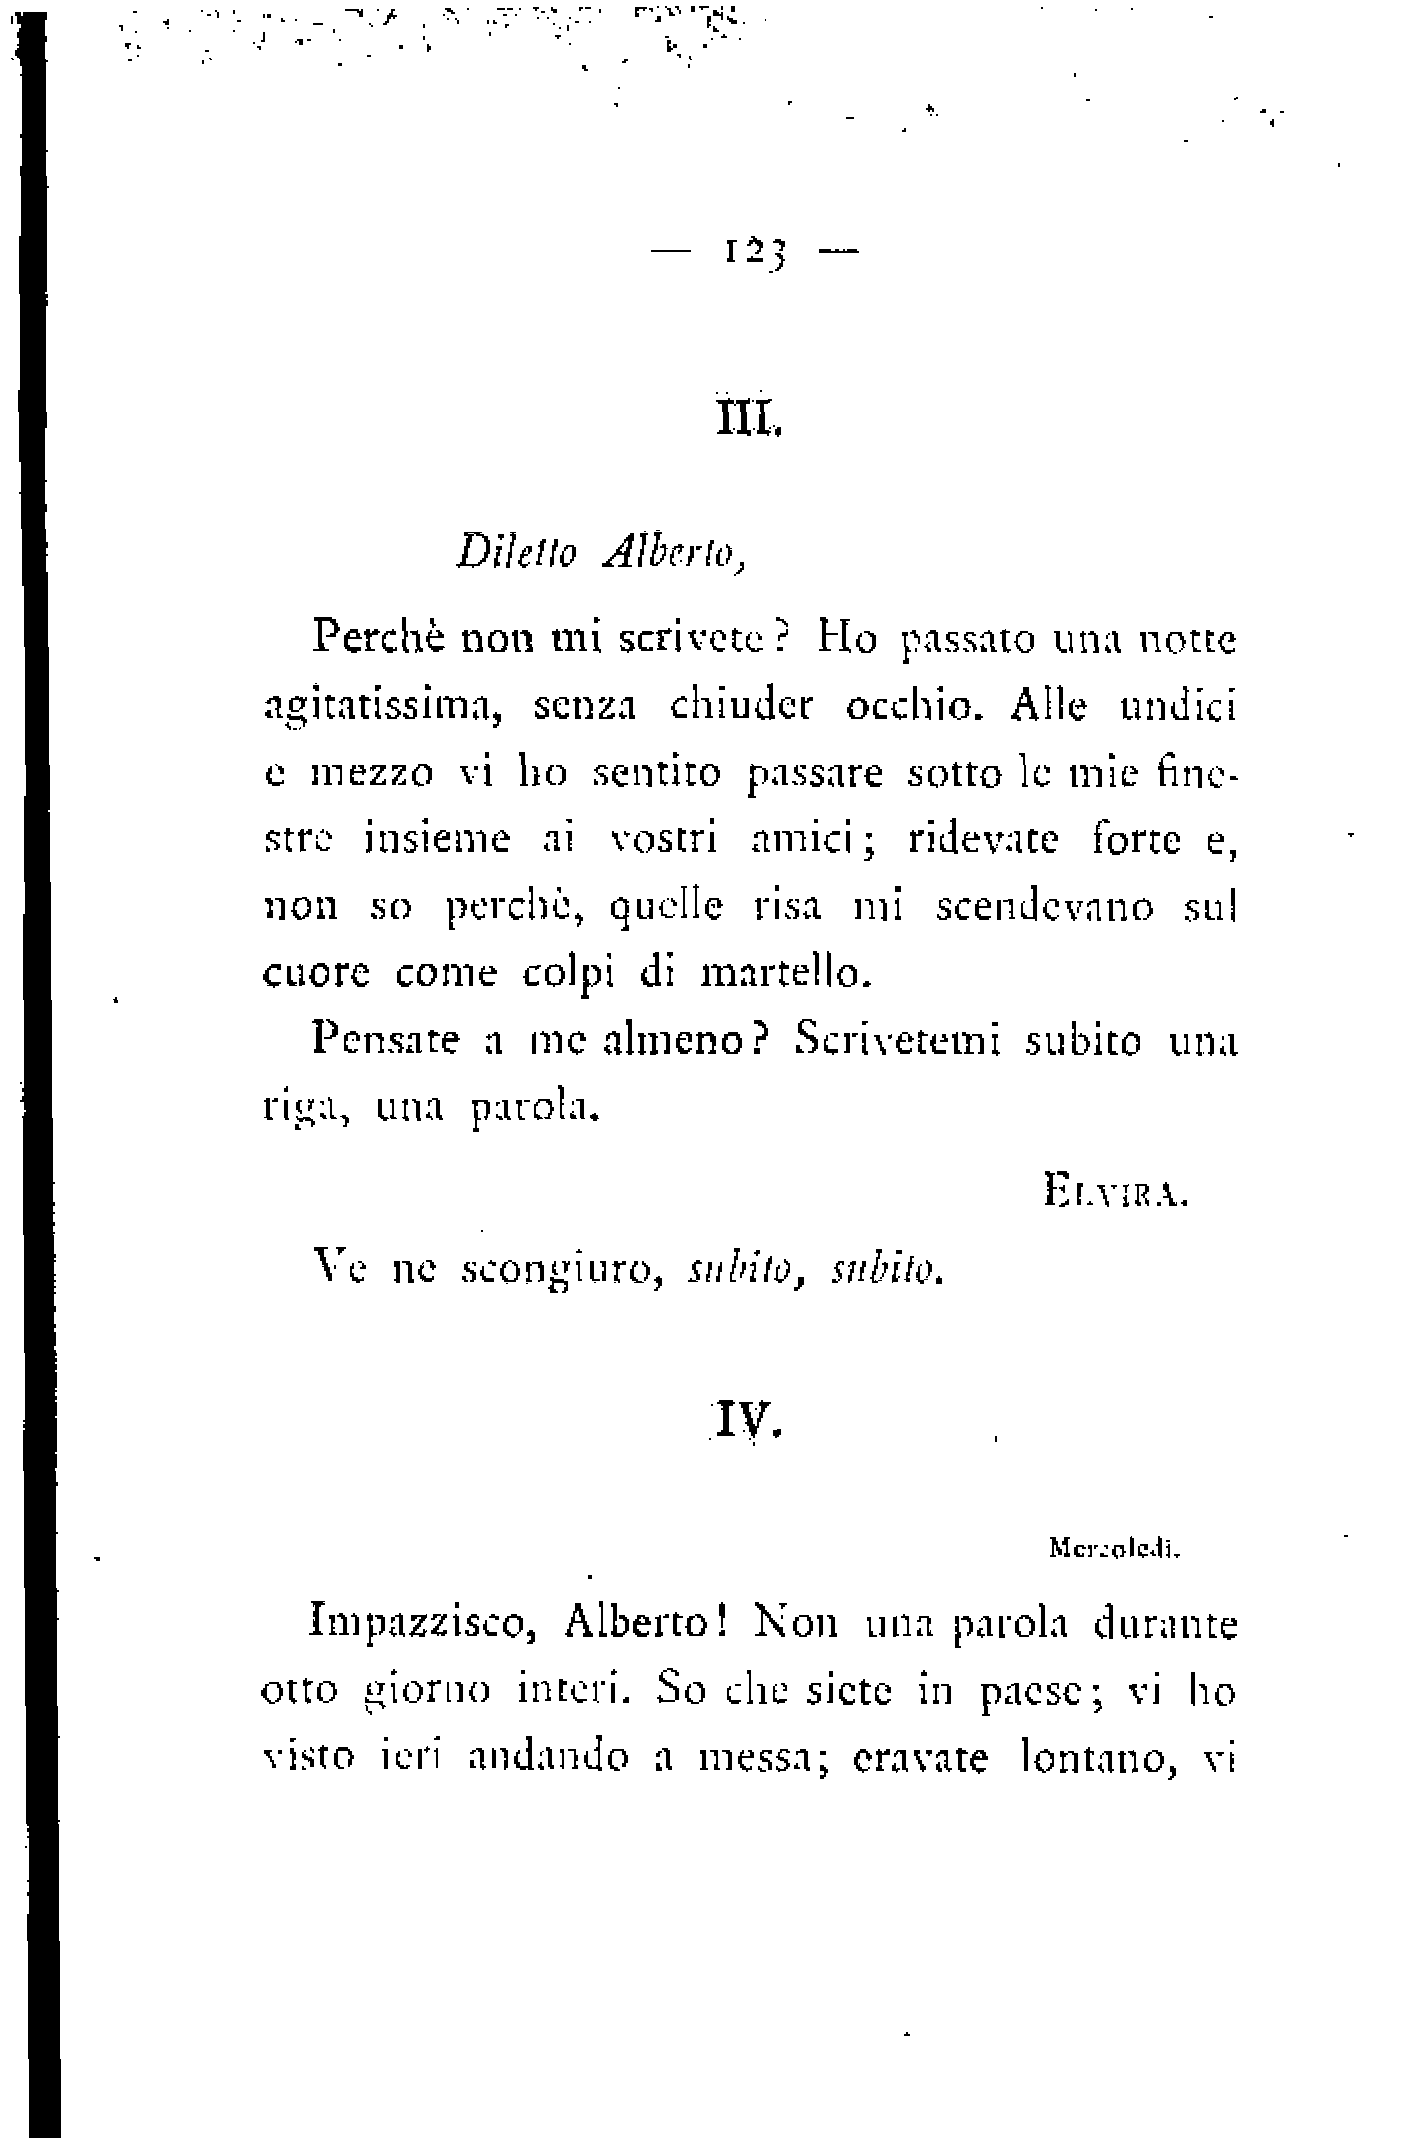 — 123 —
III.
Diletto Alberto,
Perchè non mi scrivete? Ho passato una notte
agitatissima, senza chiuder occhio. Alle undici
e mezzo vi ho sentito passare sotto le mie fine-
stre insieme ai vostri amici; ridevate forte e,
non so perchè, quelle risa mi scendevano sul
cuore come colpi di martello.
Pensate a me almeno? Scrivetemi subito una
riga, una parola.
ELVIRA.
Ve ne scongiuro, subito, subito.
IV.
Mercoledì.
Impazzisco, Alberto! Non una parola durante
otto giorno interi. So che siete in paese; vi ho
visto ieri andando a messa; eravate lontano, vi